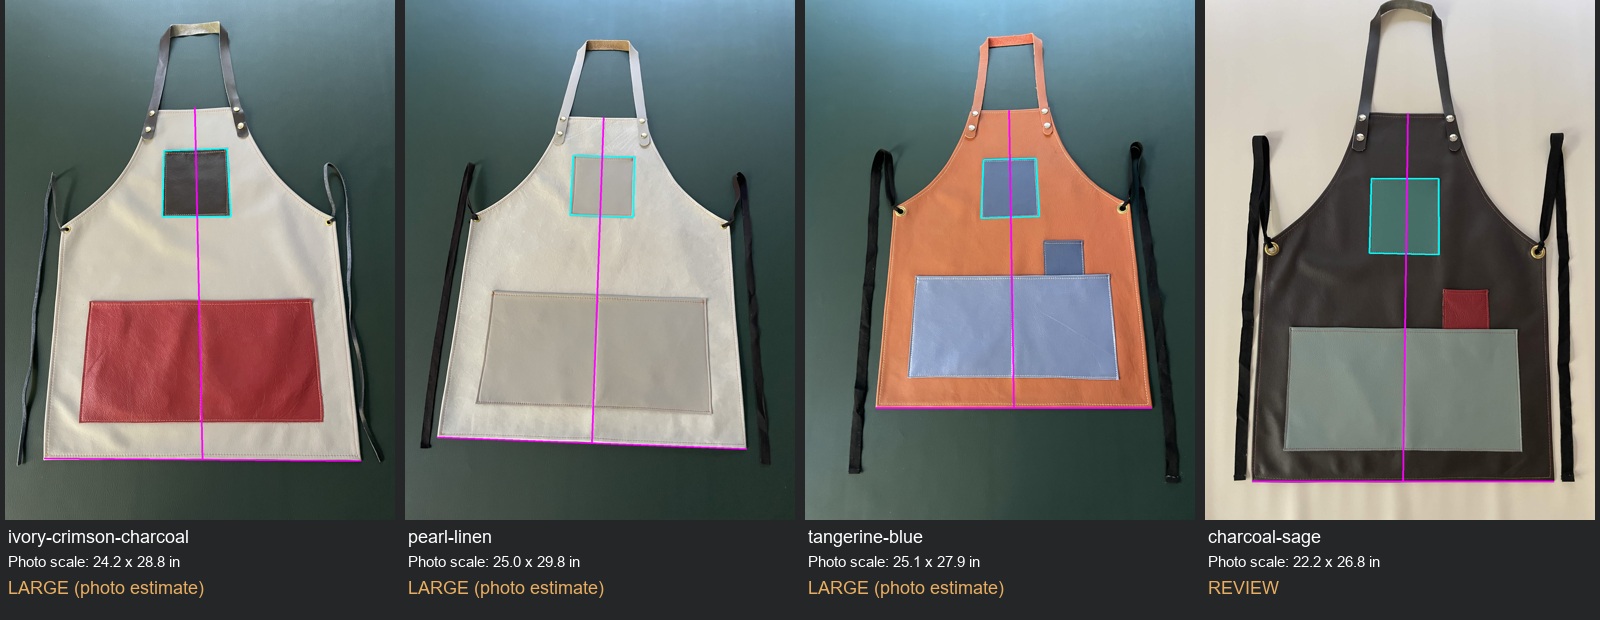 ivory-crimson-charcoal
Photo scale: 24.2 x 28.8 in
LARGE (photo estimate)
pearl-linen
Photo scale: 25.0 x 29.8 in
LARGE (photo estimate)
tangerine-blue
Photo scale: 25.1 x 27.9 in
LARGE (photo estimate)
charcoal-sage
Photo scale: 22.2 x 26.8 in
REVIEW